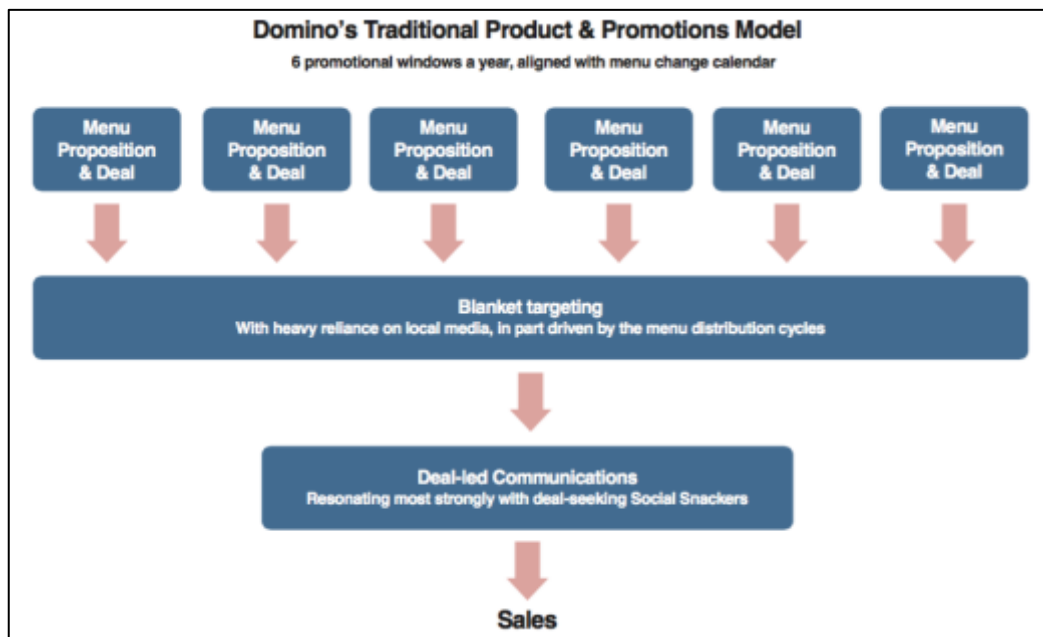 Domino's Traditional Product & Promotions Model
6 promotional windows a year, aligned with menu change calendar
Menu
Proposition
& Deal
Menu
Proposition
& Deal
Menu
Proposition
& Deal
Menu
Proposition
& Deal
Menu
Proposition
& Deal
Menu
Proposition
& Deal
Blanket targeting
With heavy reliance on local media, in part driven by the menu distribution cycles
Deal-led Communications
Resonating most strongly with deal-seeking Social Snackers
Sales